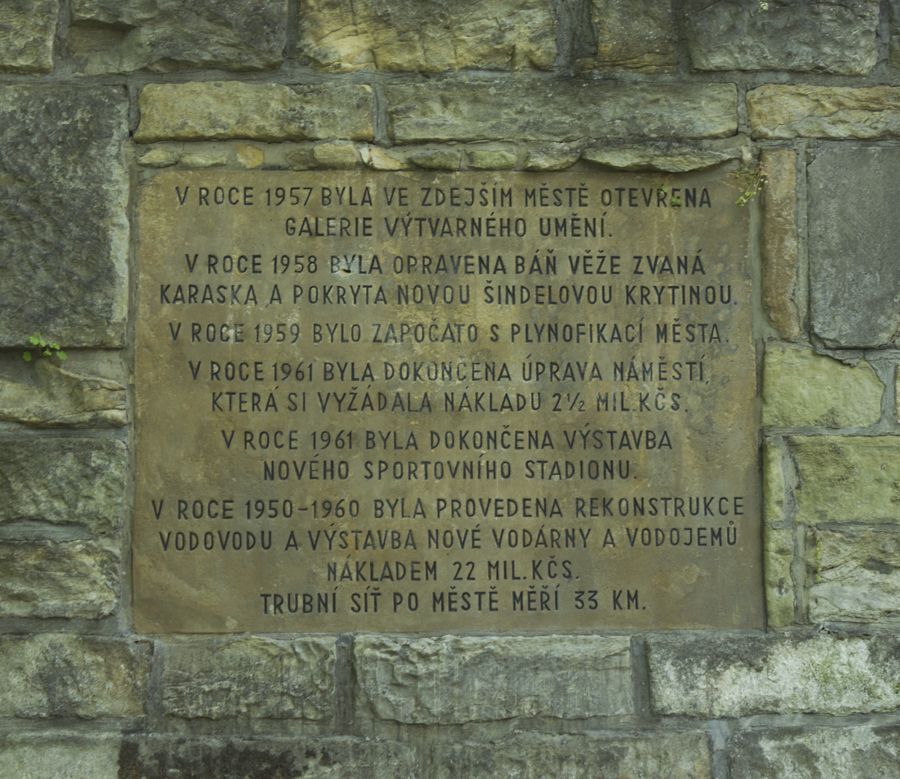 V ROCE 1957 BYLA VE ZDEJŠÍM MĚSTĚ OTEVŘENA
GALERIE VÝTVARNÉHO UMĚNÍ.
V ROCE 1958 BYLA OPRAVENA BÁŇ VĚŽE ZVANÁ
KARASKA A POKRYTA NOVOU ŠINDELOVOU KRYTINOU.
V ROCE 1959 BYLO ZAPOČATO S PLYNOFIKACÍ MĚSTA.
V ROCE 1961 BYLA DOKONČENA ÚPRAVA NÁMĚSTÍ,
KTERÁ SI VYŽÁDALA NÁKLADU 2½ MIL.KČS.
V ROCE 1961 BYLA DOKONČENA VÝSTAVBA
NOVÉHO SPORTOVNÍHO STADIONU.
V ROCE 1950-1960 BYLA PROVEDENA REKONSTRUKCE
VODOVODU A VÝSTAVBA NOVÉ VODÁRNY A VODOJEMŮ
NÁKLADEM 22 MIL.KČS.
TRUBNÍ SÍŤ PO MĚSTĚ MĚŘÍ 33 KM.